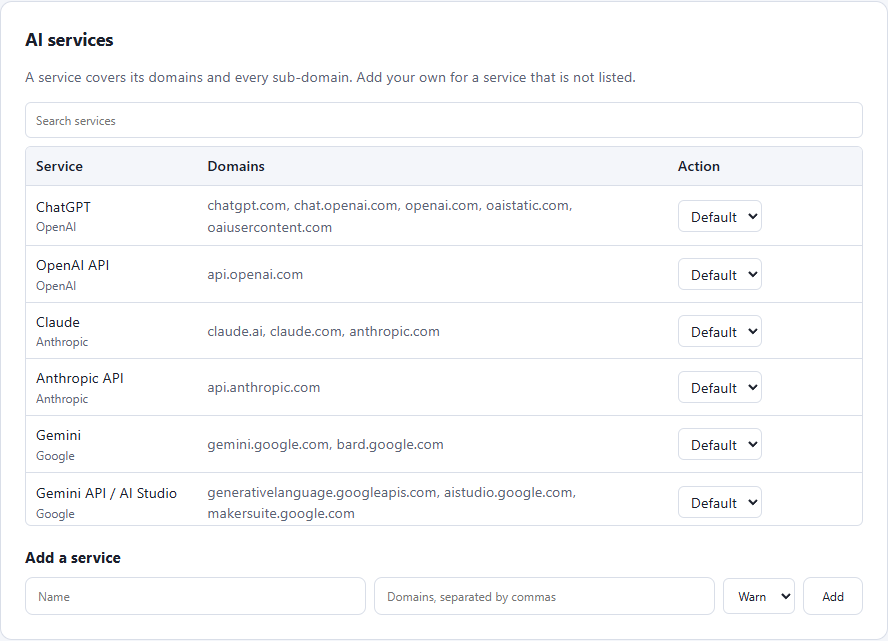 AI services
A service covers its domains and every sub-domain. Add your own for a service that is not listed.
Search services
Service Domains Action
ChatGPT
OpenAI
chatgpt.com, chat.openai.com, openai.com, oaistatic.com,
oaiusercontent.com
Default
OpenAI API
OpenAI
api.openai.com
Default
Claude
Anthropic
claude.ai, claude.com, anthropic.com
Default
Anthropic API
Anthropic
api.anthropic.com
Default
Gemini
Google
gemini.google.com, bard.google.com
Default
Gemini API / AI Studio
Google
generativelanguage.googleapis.com, aistudio.google.com,
makersuite.google.com
Default
Add a service
Name
Domains, separated by commas
Warn
Add